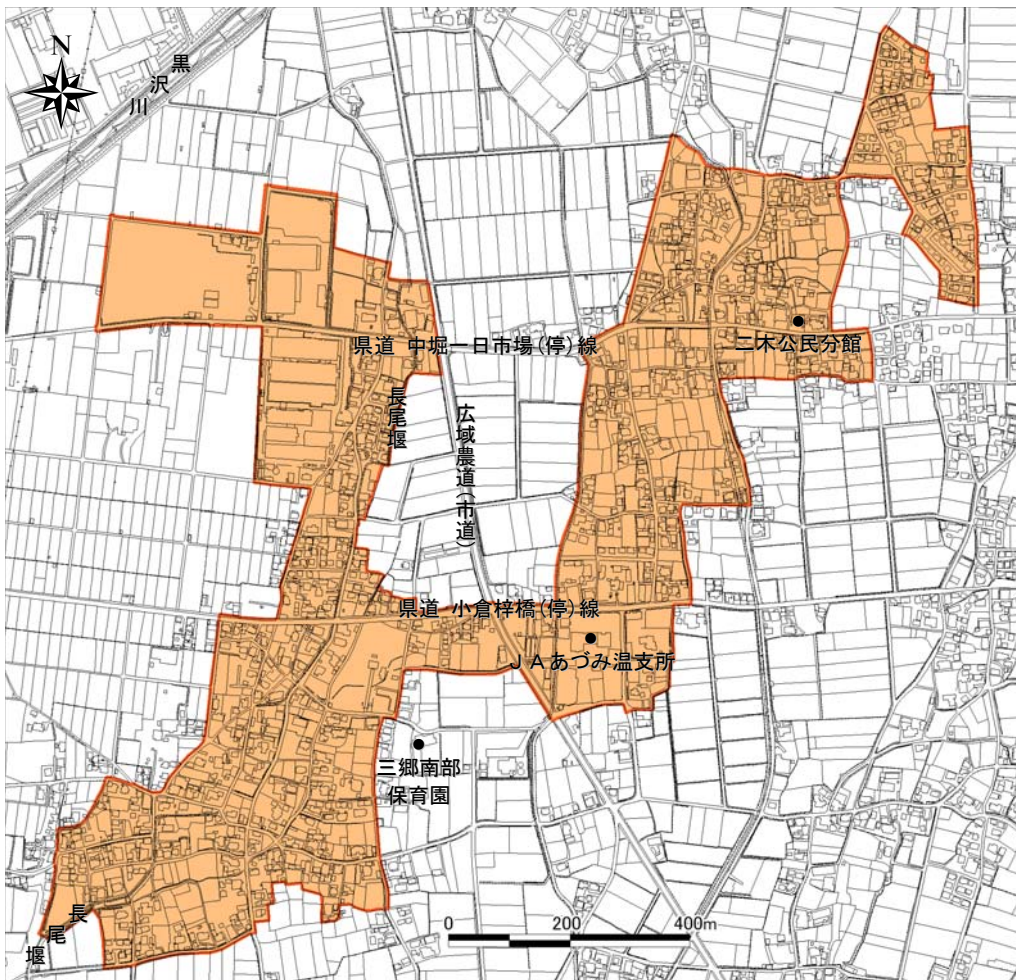 N
黒沢川
県道 中堀一日市場(停)線
二木公民分館
長尾堰
広域農道(市道)
県道 小倉梓橋(停)線
JAあづみ温支所
三郷南部
保育園
長尾堰
0 200 400m